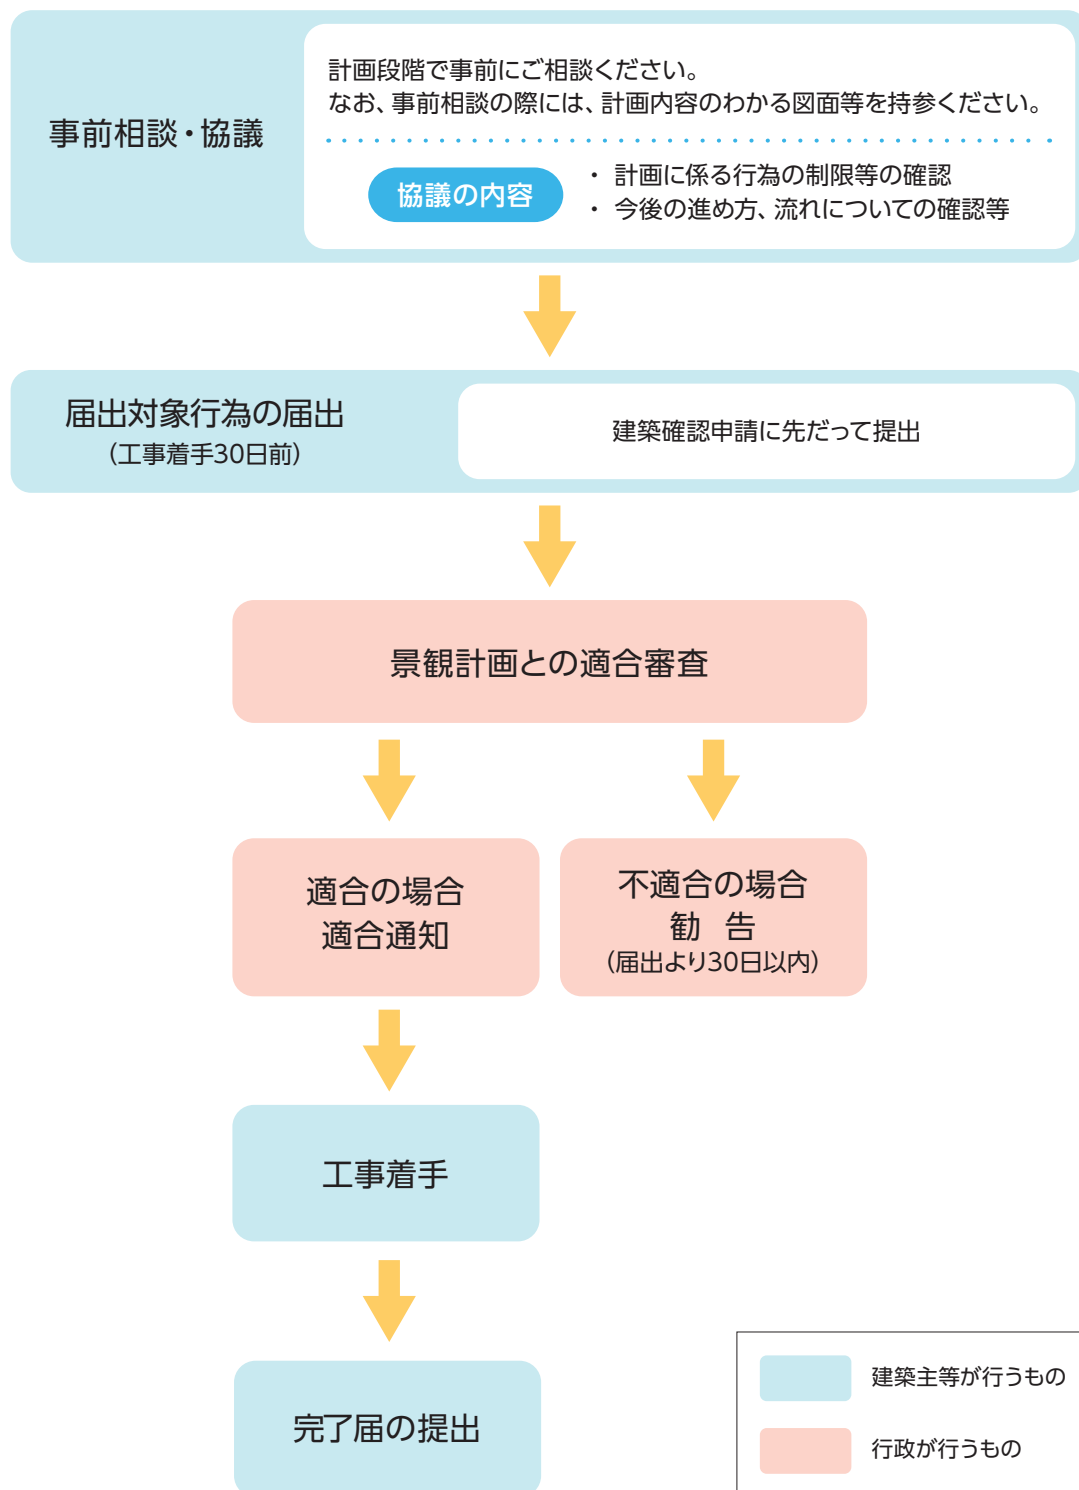 事前相談・協議
計画段階で事前にご相談ください。
なお、事前相談の際には、計画内容のわかる図面等を持参ください。
協議の内容
・ 計画に係る行為の制限等の確認
・ 今後の進め方、流れについての確認等
届出対象行為の届出
（工事着手30日前）
建築確認申請に先だって提出
景観計画との適合審査
適合の場合
適合通知
不適合の場合
勧 告
（届出より30日以内）
工事着手
完了届の提出
建築主等が行うもの
行政が行うもの